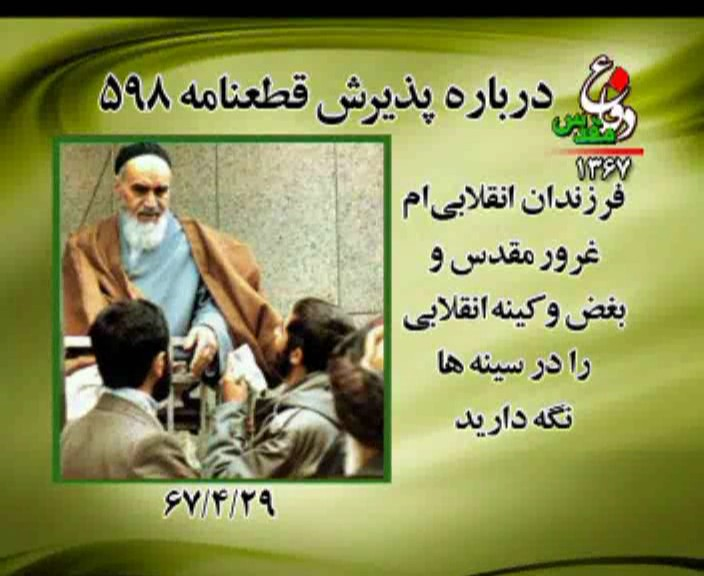 درباره پذیرش قطعنامه ۵۹۸
دفاع
مقدس
۱۳۶۷
فرزندان انقلابی‌ام
غرور مقدس و
بغض و کینه انقلابی
را در سینه ها
نگه دارید
۶۷/۴/۲۹